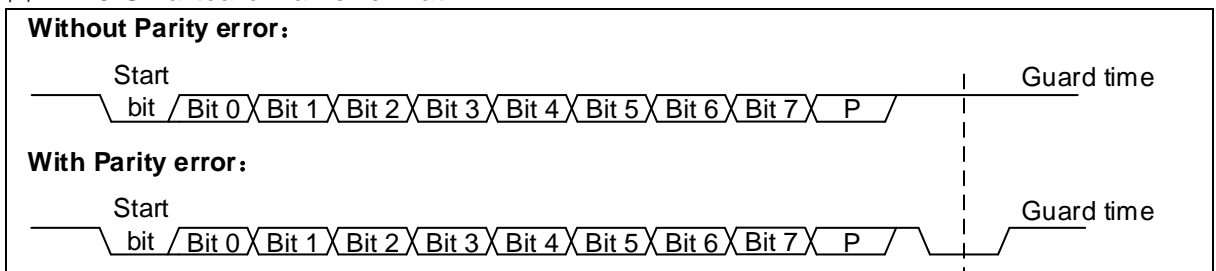 Without Parity error：
Start
Guard time
bit Bit 0 Bit 1 Bit 2 Bit 3 Bit 4 Bit 5 Bit 6 Bit 7 P
With Parity error：
Start
Guard time
bit Bit 0 Bit 1 Bit 2 Bit 3 Bit 4 Bit 5 Bit 6 Bit 7 P